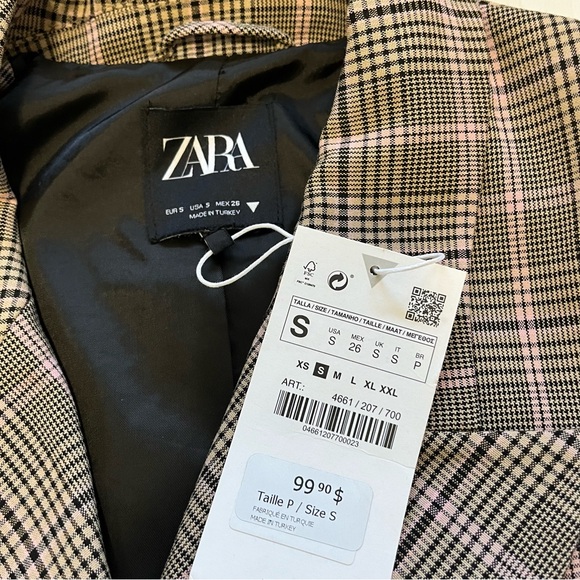 ZARA
EUR S USA S MEX 26
MADE IN TURKEY
FSC
TALLA / SIZE / TAMANHO / TAILLE / MAAT / ΜΕΓΕΘΟΣ
S
USA MEX UK IT BR
S 26 S S P
XS S M L XL XXL
ART.: 4661 / 207 / 700
04661207700023
99 90 $
Taille P / Size S
FABRIQUÉ EN TURQUIE
MADE IN TURKEY